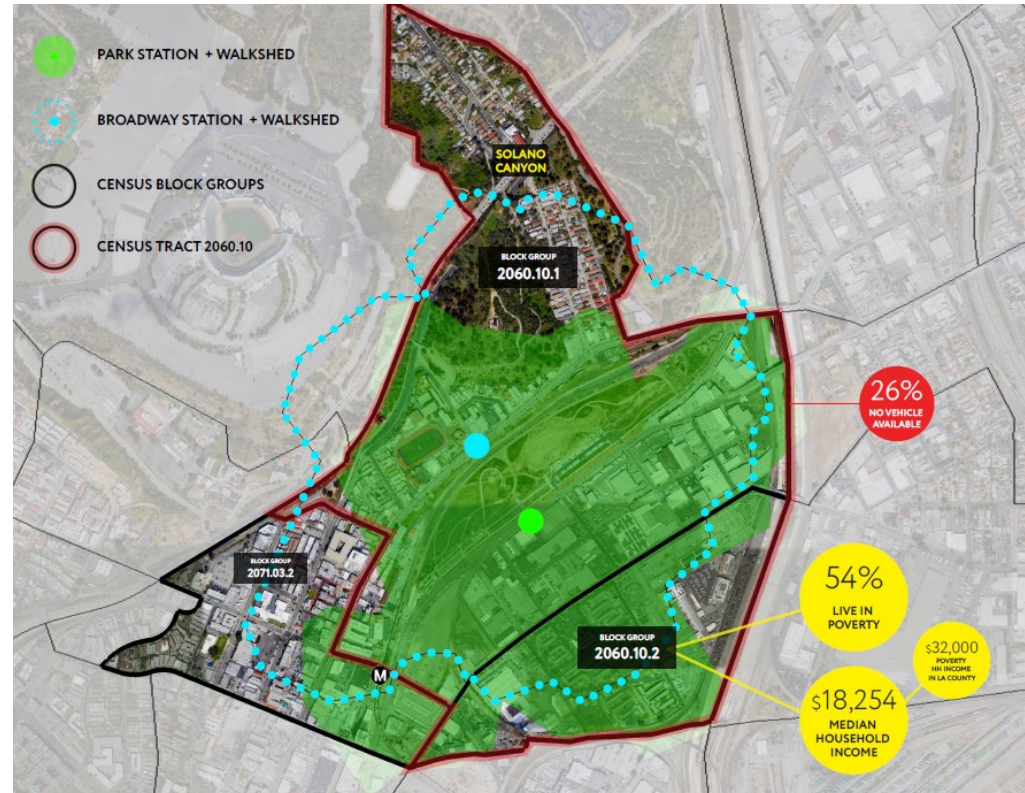 PARK STATION + WALKSHED
BROADWAY STATION + WALKSHED
CENSUS BLOCK GROUPS
CENSUS TRACT 2060.10
SOLANO
CANYON
BLOCK GROUP
2060.10.1
26%
NO VEHICLE
AVAILABLE
BLOCK GROUP
2071.03.2
54%
LIVE IN
POVERTY
BLOCK GROUP
2060.10.2
$32,000
POVERTY
HH INCOME
IN LA COUNTY
M
$18,254
MEDIAN
HOUSEHOLD
INCOME